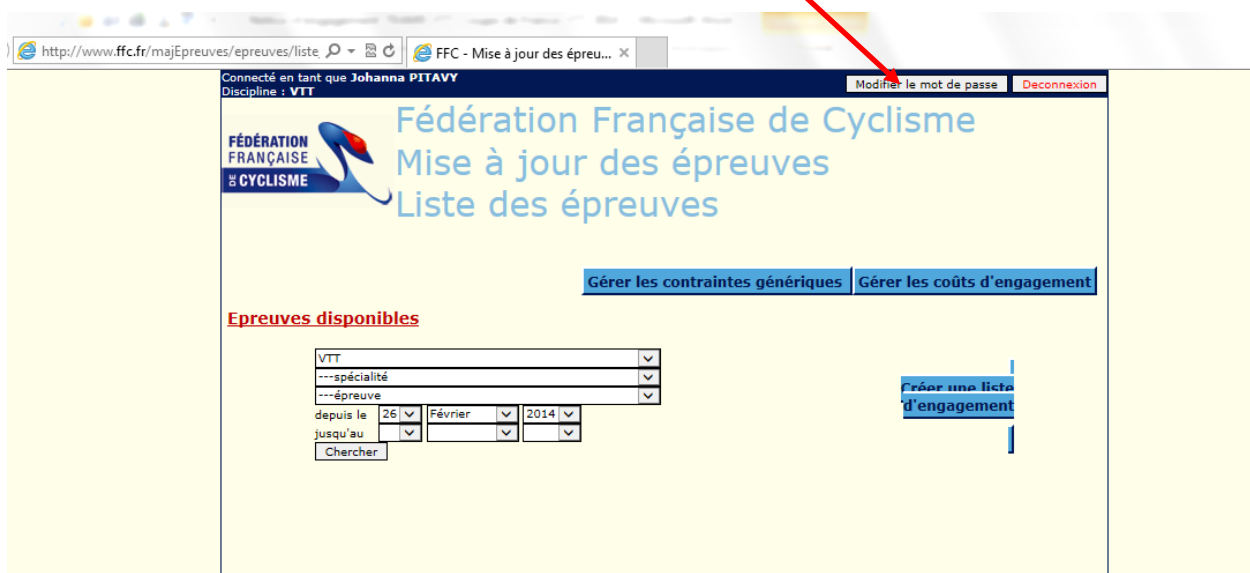 http://www.ffc.fr/majEpreuves/epreuves/liste
FFC - Mise à jour des épreu...
Connecté en tant que Johanna PITAVY
Discipline : VTT
Modifier le mot de passe
Deconnexion
FÉDÉRATION
FRANÇAISE
DE CYCLISME
Fédération Française de Cyclisme
Mise à jour des épreuves
Liste des épreuves
Gérer les contraintes génériques
Gérer les coûts d'engagement
Epreuves disponibles
VTT
---spécialité
---épreuve
depuis le 26 Février 2014
jusqu'au
Chercher
Créer une liste
d'engagement